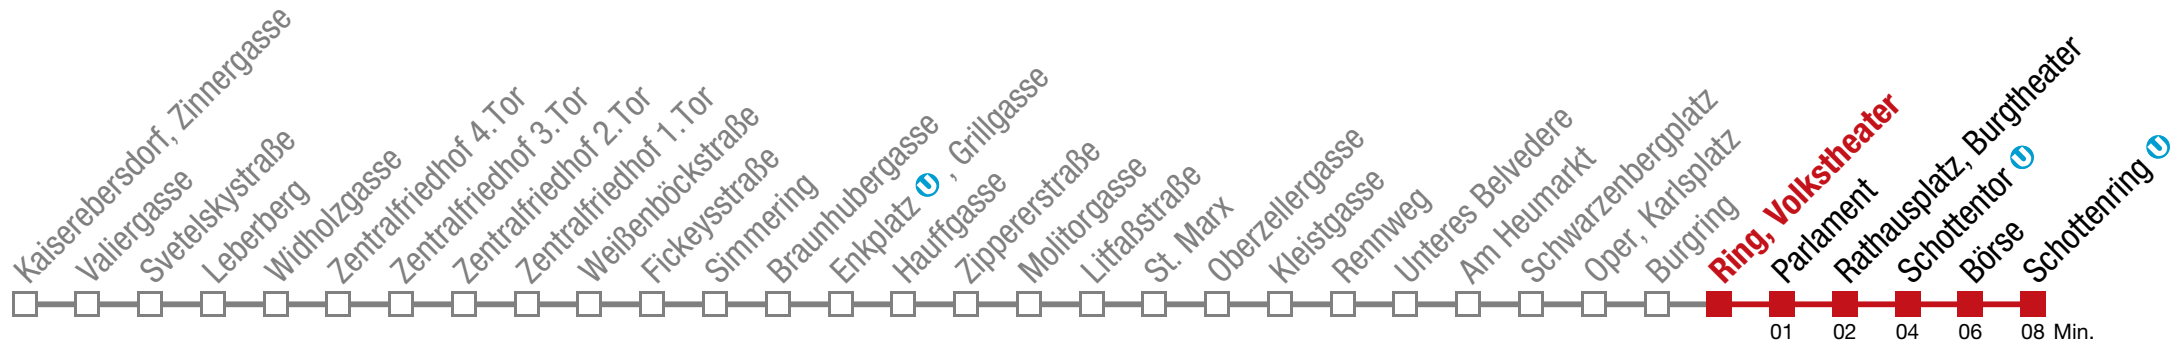 Kaiserebersdorf, Zinnergasse
Valiergasse
Svetelskystraße
Leberberg
Widholzgasse
Zentralfriedhof 4.Tor
Zentralfriedhof 3.Tor
Zentralfriedhof 2.Tor
Zentralfriedhof 1.Tor
Weißenböckstraße
Fickeysstraße
Simmering
Braunhubergasse
Enkplatz U , Grillgasse
Hauffgasse
Zippererstraße
Molitorgasse
Litfaßstraße
St. Marx
Oberzellergasse
Kleistgasse
Rennweg
Unteres Belvedere
Am Heumarkt
Schwarzenbergplatz
Oper, Karlsplatz
Burgring
Ring, Volkstheater
Parlament
Rathausplatz, Burgtheater
Schottentor U
Börse
Schottenring U
01 02 04 06 08 Min.